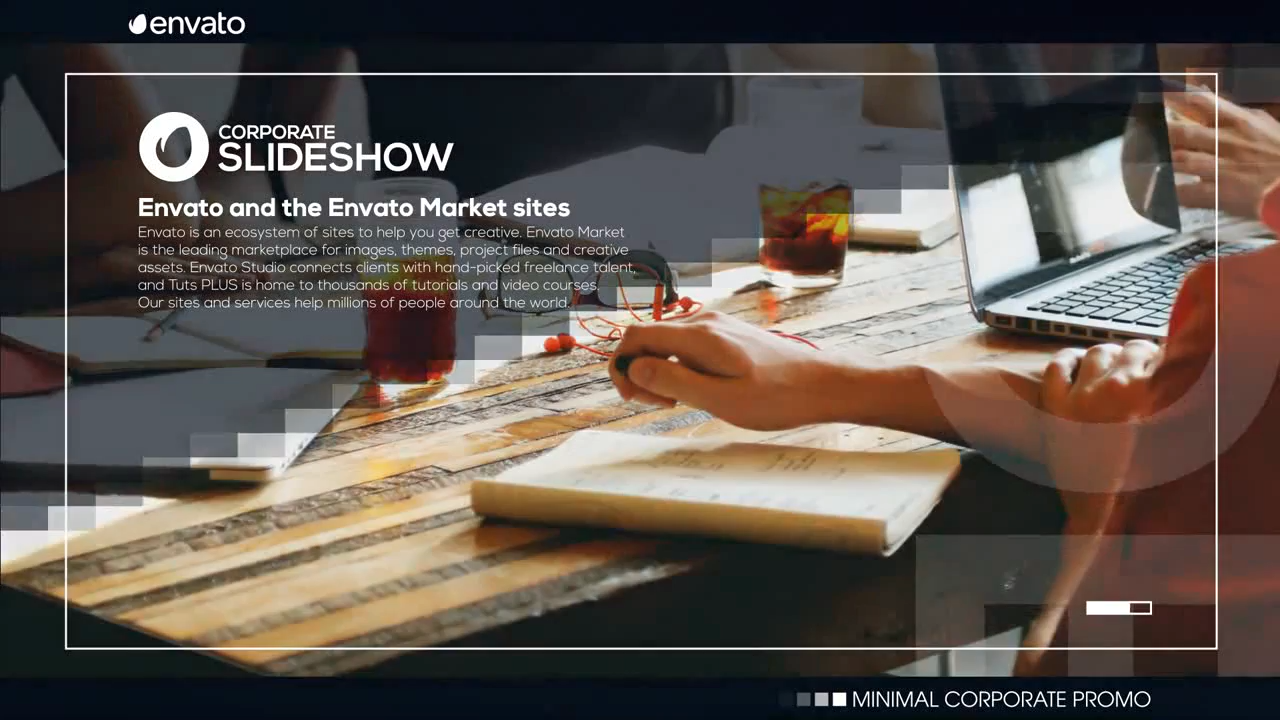 envato
CORPORATE
SLIDESHOW
Envato and the Envato Market sites
Envato is an ecosystem of sites to help you get creative. Envato Market
is the leading marketplace for images, themes, project files and creative
assets. Envato Studio connects clients with hand-picked freelance talent,
and Tuts PLUS is home to thousands of tutorials and video courses.
Our sites and services help millions of people around the world.
MINIMAL CORPORATE PROMO